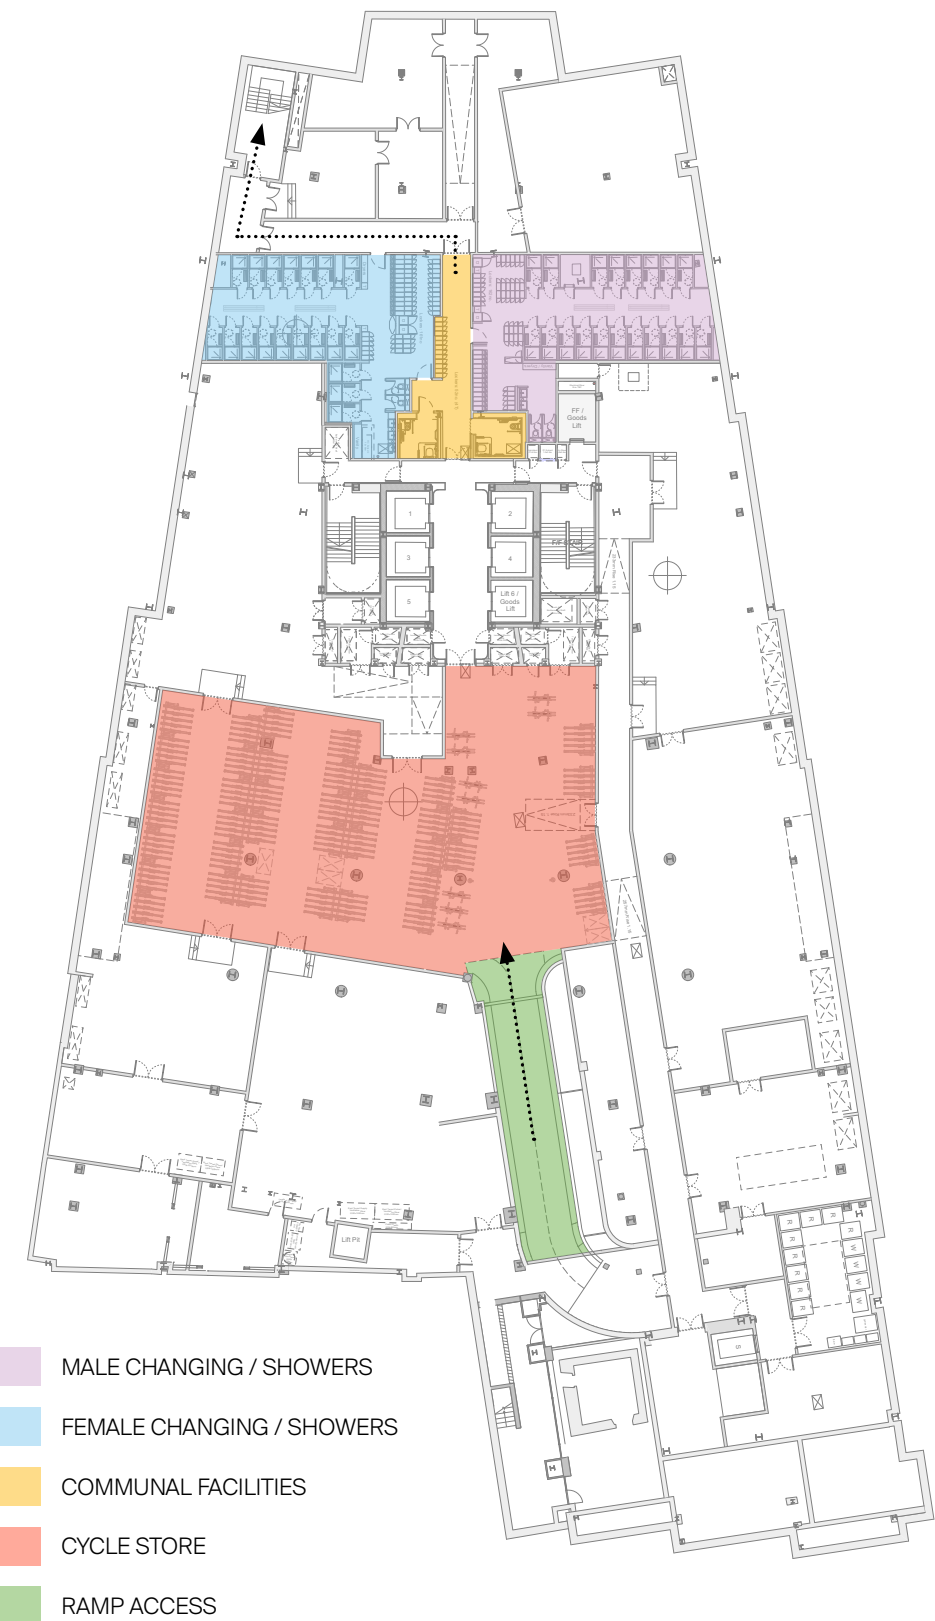 FF /
Goods
Lift
1
2
3
4
5
Lift 6 /
Goods
Lift
Lift Pit
R
R
R
R
R
R
R
R
R
W
W
W
W
MALE CHANGING / SHOWERS
FEMALE CHANGING / SHOWERS
COMMUNAL FACILITIES
CYCLE STORE
RAMP ACCESS